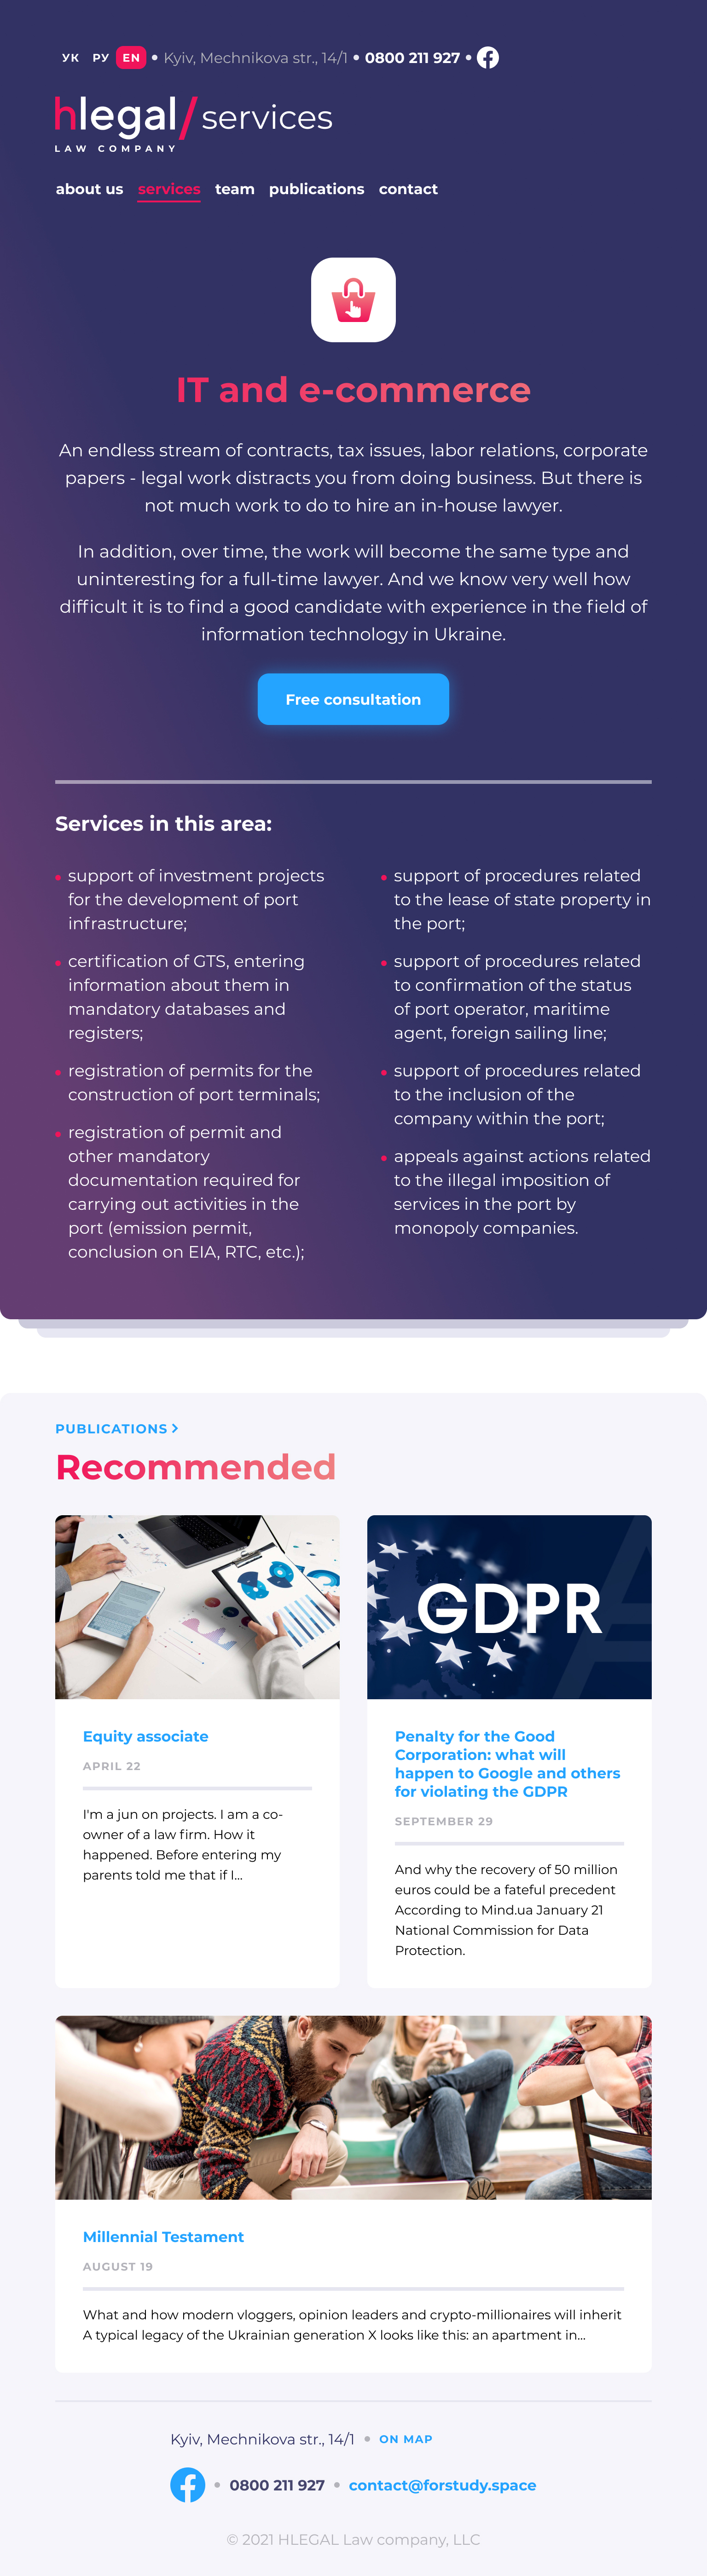 УК РУ EN • Kyiv, Mechnikova str., 14/1 • 0800 211 927 •
hlegal/services
LAW COMPANY
about us services team publications contact
IT and e-commerce
An endless stream of contracts, tax issues, labor relations, corporate
papers - legal work distracts you from doing business. But there is
not much work to do to hire an in-house lawyer.
In addition, over time, the work will become the same type and
uninteresting for a full-time lawyer. And we know very well how
difficult it is to find a good candidate with experience in the field of
information technology in Ukraine.
Free consultation
Services in this area:
• support of investment projects
for the development of port
infrastructure;
• certification of GTS, entering
information about them in
mandatory databases and
registers;
• registration of permits for the
construction of port terminals;
• registration of permit and
other mandatory
documentation required for
carrying out activities in the
port (emission permit,
conclusion on EIA, RTC, etc.);
• support of procedures related
to the lease of state property in
the port;
• support of procedures related
to confirmation of the status
of port operator, maritime
agent, foreign sailing line;
• support of procedures related
to the inclusion of the
company within the port;
• appeals against actions related
to the illegal imposition of
services in the port by
monopoly companies.
PUBLICATIONS >
Recommended
Equity associate
APRIL 22
I'm a jun on projects. I am a co-
owner of a law firm. How it
happened. Before entering my
parents told me that if I...
GDPR
Penalty for the Good
Corporation: what will
happen to Google and others
for violating the GDPR
SEPTEMBER 29
And why the recovery of 50 million
euros could be a fateful precedent
According to Mind.ua January 21
National Commission for Data
Protection.
Millennial Testament
AUGUST 19
What and how modern vloggers, opinion leaders and crypto-millionaires will inherit
A typical legacy of the Ukrainian generation X looks like this: an apartment in...
Kyiv, Mechnikova str., 14/1 • ON MAP
• 0800 211 927 • contact@forstudy.space
© 2021 HLEGAL Law company, LLC